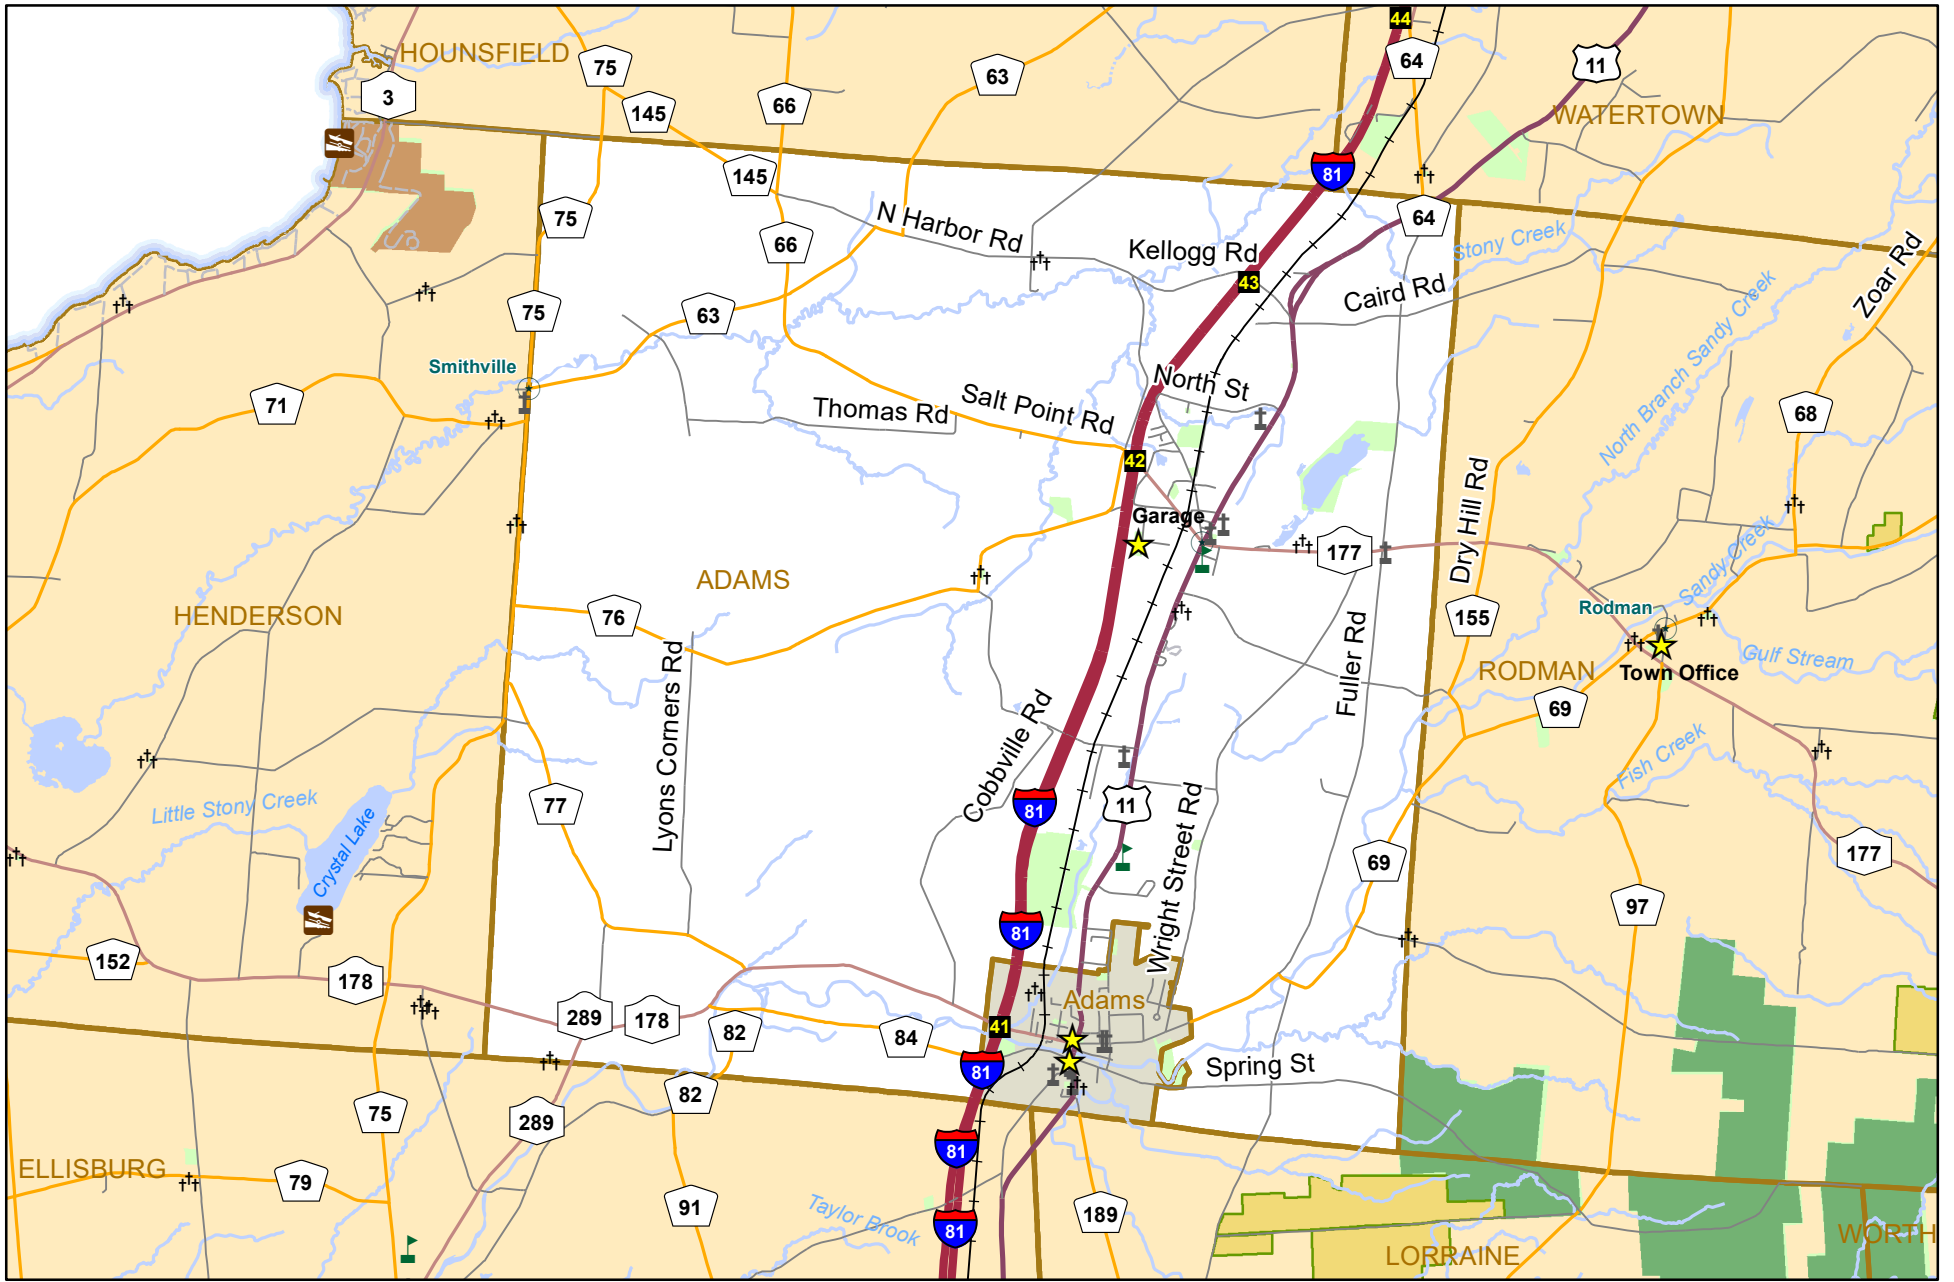 44
HOUNSFIELD
75
64
11
63
3
66
145
WATERTOWN
81
145
75
64
N Harbor Rd
66
Kellogg Rd
Stony Creek
43
Zoar Rd
Caird Rd
75
63
North Branch Sandy Creek
Smithville
North St
71
Thomas Rd
Salt Point Rd
68
42
Garage
Dry Hill Rd
177
Sandy Creek
ADAMS
HENDERSON
76
Rodman
155
Fuller Rd
Gulf Stream
RODMAN
Town Office
Lyons Corners Rd
69
Cobbville Rd
Fish Creek
Little Stony Creek
77
81
11
Wright Street Rd
Crystal Lake
69
177
97
81
152
178
Adams
289
178
82
84
41
81
Spring St
82
75
289
81
ELLISBURG
79
91
Taylor Brook
81
189
LORRAINE
WORTH